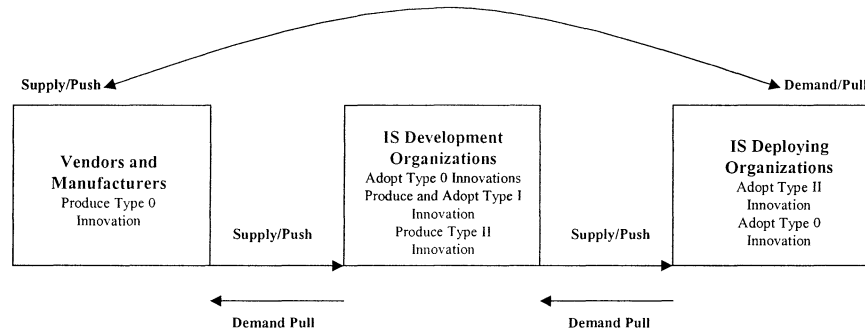 Supply/Push
Demand/Pull
Vendors and
Manufacturers
Produce Type 0
Innovation
Supply/Push
Demand Pull
IS Development
Organizations
Adopt Type 0 Innovations
Produce and Adopt Type I
Innovation
Produce Type II
Innovation
Supply/Push
Demand Pull
IS Deploying
Organizations
Adopt Type II
Innovation
Adopt Type 0
Innovation